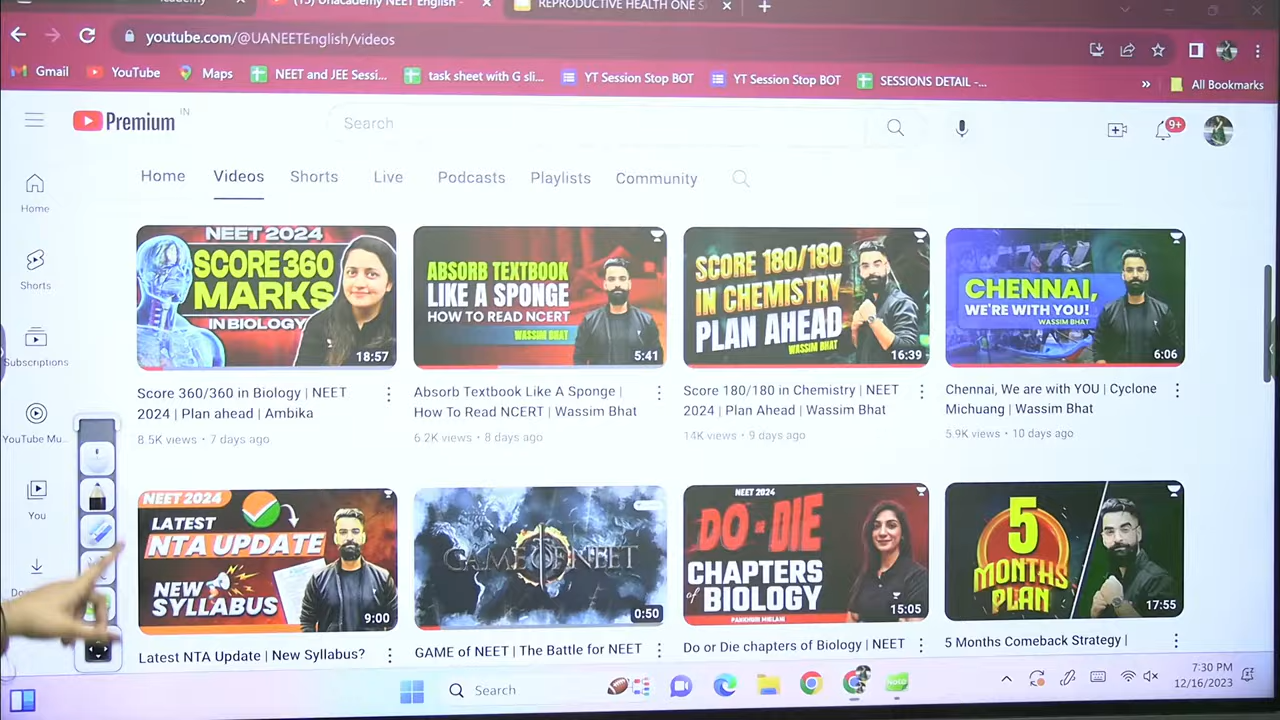 (15) Unacademy NEET English -
REPRODUCTIVE HEALTH ONE S
youtube.com/@UANEETEnglish/videos
Gmail YouTube Maps NEET and JEE Sessi... task sheet with G sli... YT Session Stop BOT YT Session Stop BOT SESSIONS DETAIL -... » All Bookmarks
Premium IN
Search
9+
Home Videos Shorts Live Podcasts Playlists Community
Home
Shorts
Subscriptions
YouTube Mu...
You
NEET 2024
SCORE 360
MARKS
IN BIOLOGY
18:57
ABSORB TEXTBOOK
LIKE A SPONGE
HOW TO READ NCERT
WASSIM BHAT
5:41
SCORE 180/180
IN CHEMISTRY
PLAN AHEAD
WASSIM BHAT
16:39
CHENNAI,
WE'RE WITH YOU!
WASSIM BHAT
6:06
Score 360/360 in Biology | NEET
2024 | Plan ahead | Ambika
8.5K views • 7 days ago
Absorb Textbook Like A Sponge |
How To Read NCERT | Wassim Bhat
6.2K views • 8 days ago
Score 180/180 in Chemistry | NEET
2024 | Plan Ahead | Wassim Bhat
14K views • 9 days ago
Chennai, We are with YOU | Cyclone
Michuang | Wassim Bhat
5.9K views • 10 days ago
NEET 2024
LATEST
NTA UPDATE
NEW
SYLLABUS
9:00
GAME OF NEET
0:50
NEET 2024
DO OR DIE
CHAPTERS
of BIOLOGY
PARKHURI MIELANI
15:05
5
MONTHS
PLAN
17:55
Latest NTA Update | New Syllabus?
GAME of NEET | The Battle for NEET
Do or Die chapters of Biology | NEET
5 Months Comeback Strategy |
Search
7:30 PM
12/16/2023